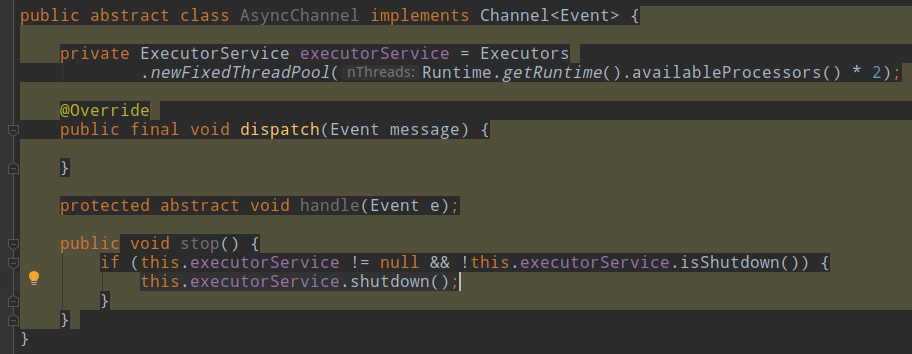 public abstract class AsyncChannel implements Channel<Event> {
private ExecutorService executorService = Executors
.newFixedThreadPool( nThreads: Runtime.getRuntime().availableProcessors() * 2);
@Override
public final void dispatch(Event message) {
}
protected abstract void handle(Event e);
public void stop() {
if (this.executorService != null && !this.executorService.isShutdown()) {
this.executorService.shutdown();
}
}
}